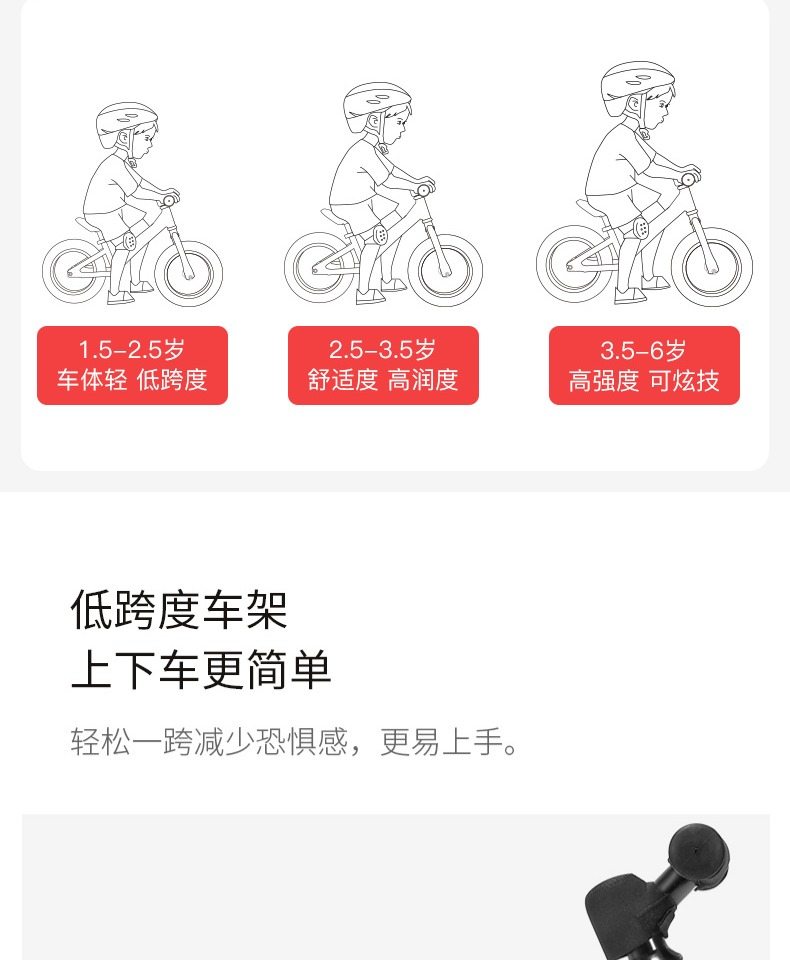 1.5–2.5岁
车体轻 低跨度
2.5–3.5岁
舒适度 高润度
3.5–6岁
高强度 可炫技
低跨度车架
上下车更简单
轻松一跨减少恐惧感，更易上手。